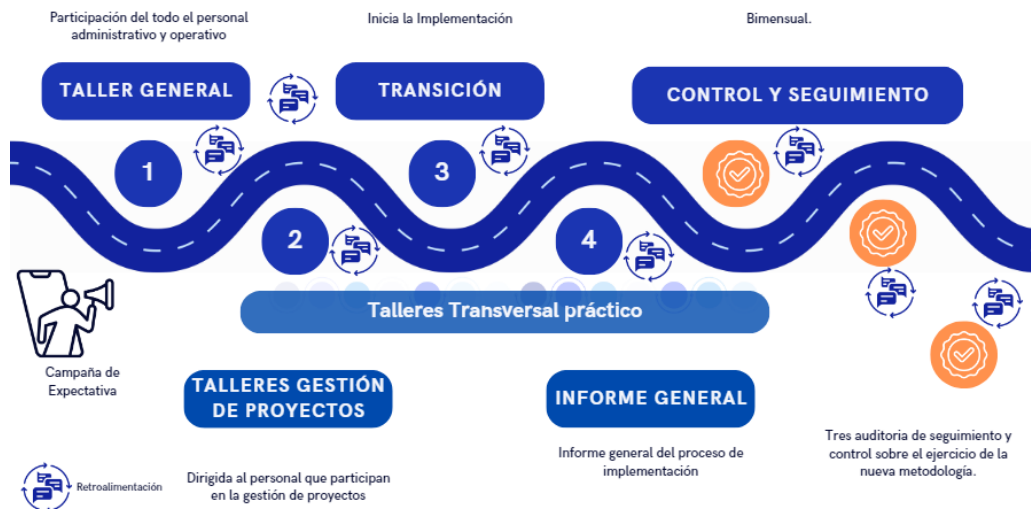 Participación del todo el personal
administrativo y operativo
Inicia la Implementación
Bimensual.
TALLER GENERAL
TRANSICIÓN
CONTROL Y SEGUIMIENTO
1
3
2
4
Talleres Transversal práctico
Campaña de
Expectativa
TALLERES GESTIÓN
DE PROYECTOS
INFORME GENERAL
Tres auditoria de seguimiento y
control sobre el ejercicio de la
nueva metodología.
Informe general del proceso de
implementación
Retroalimentación
Dirigida al personal que participan
en la gestión de proyectos